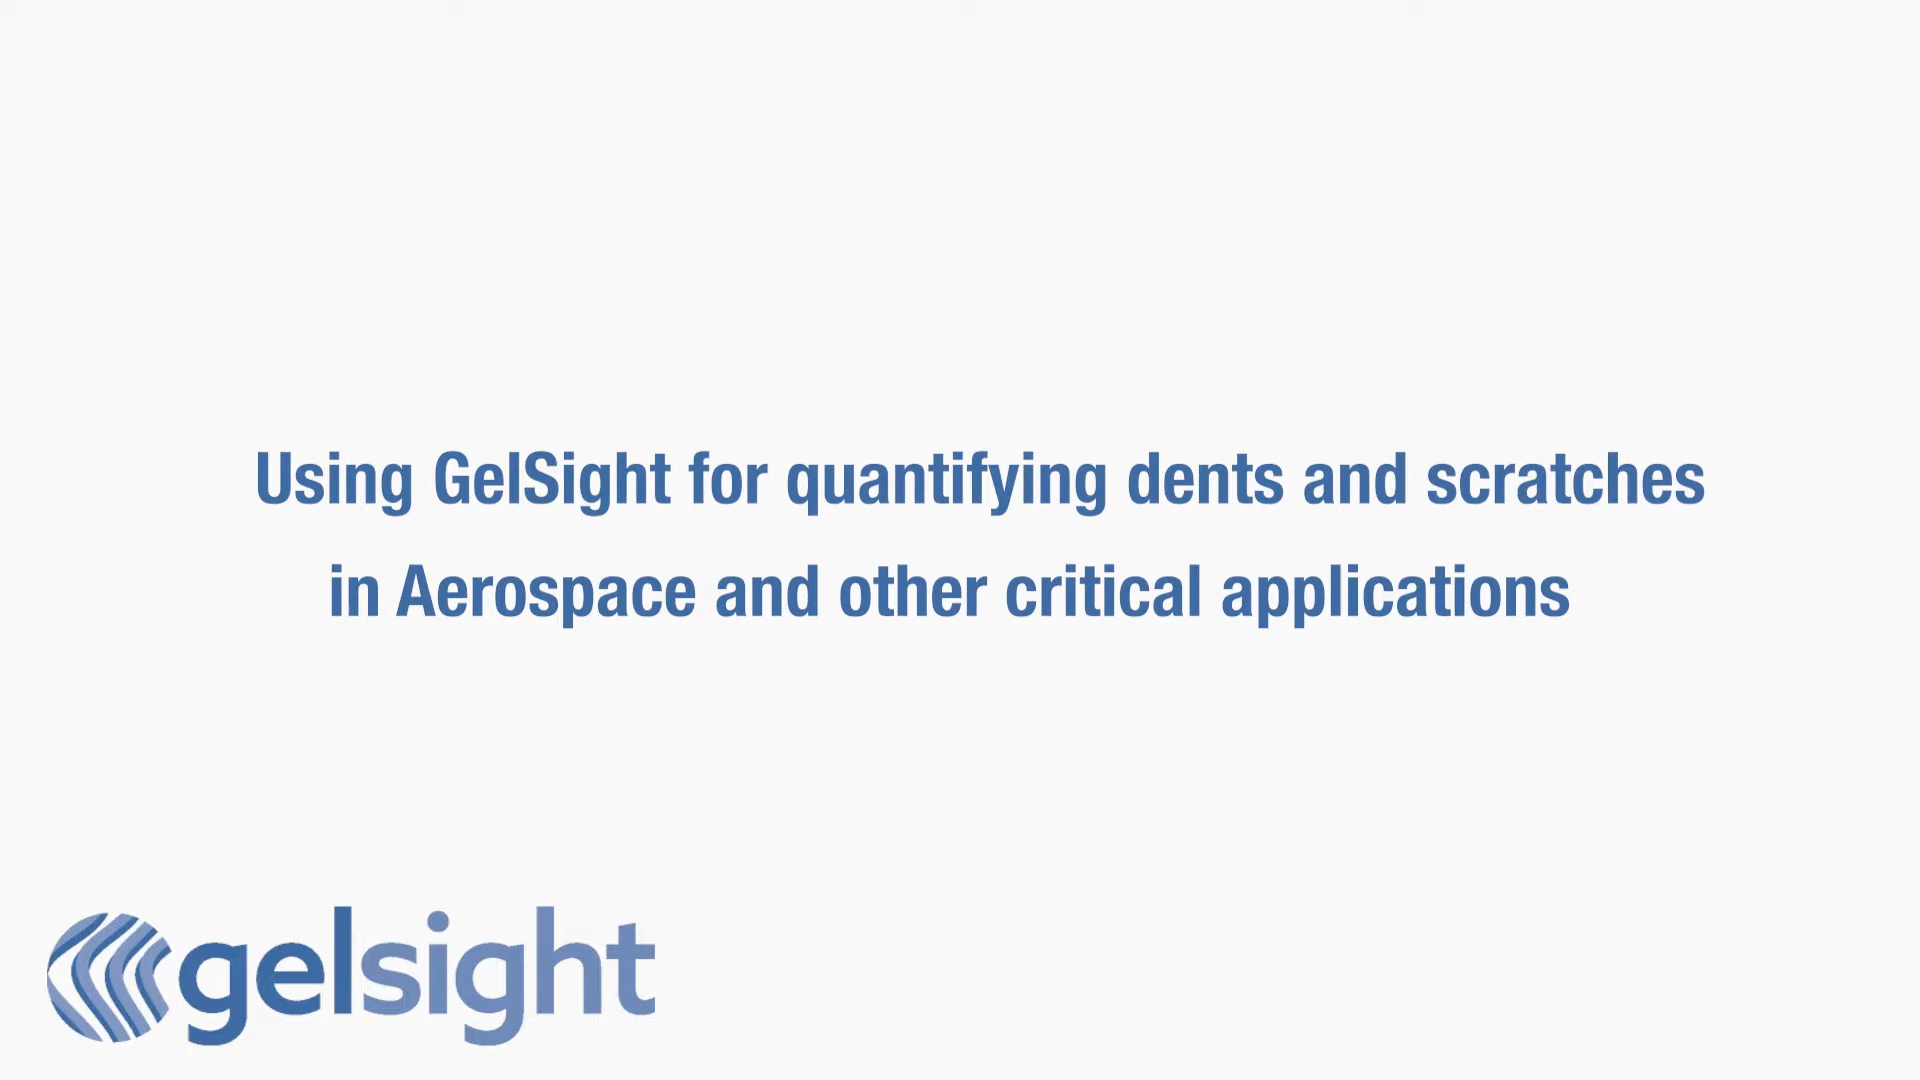 Using GelSight for quantifying dents and scratches
in Aerospace and other critical applications
gelsight